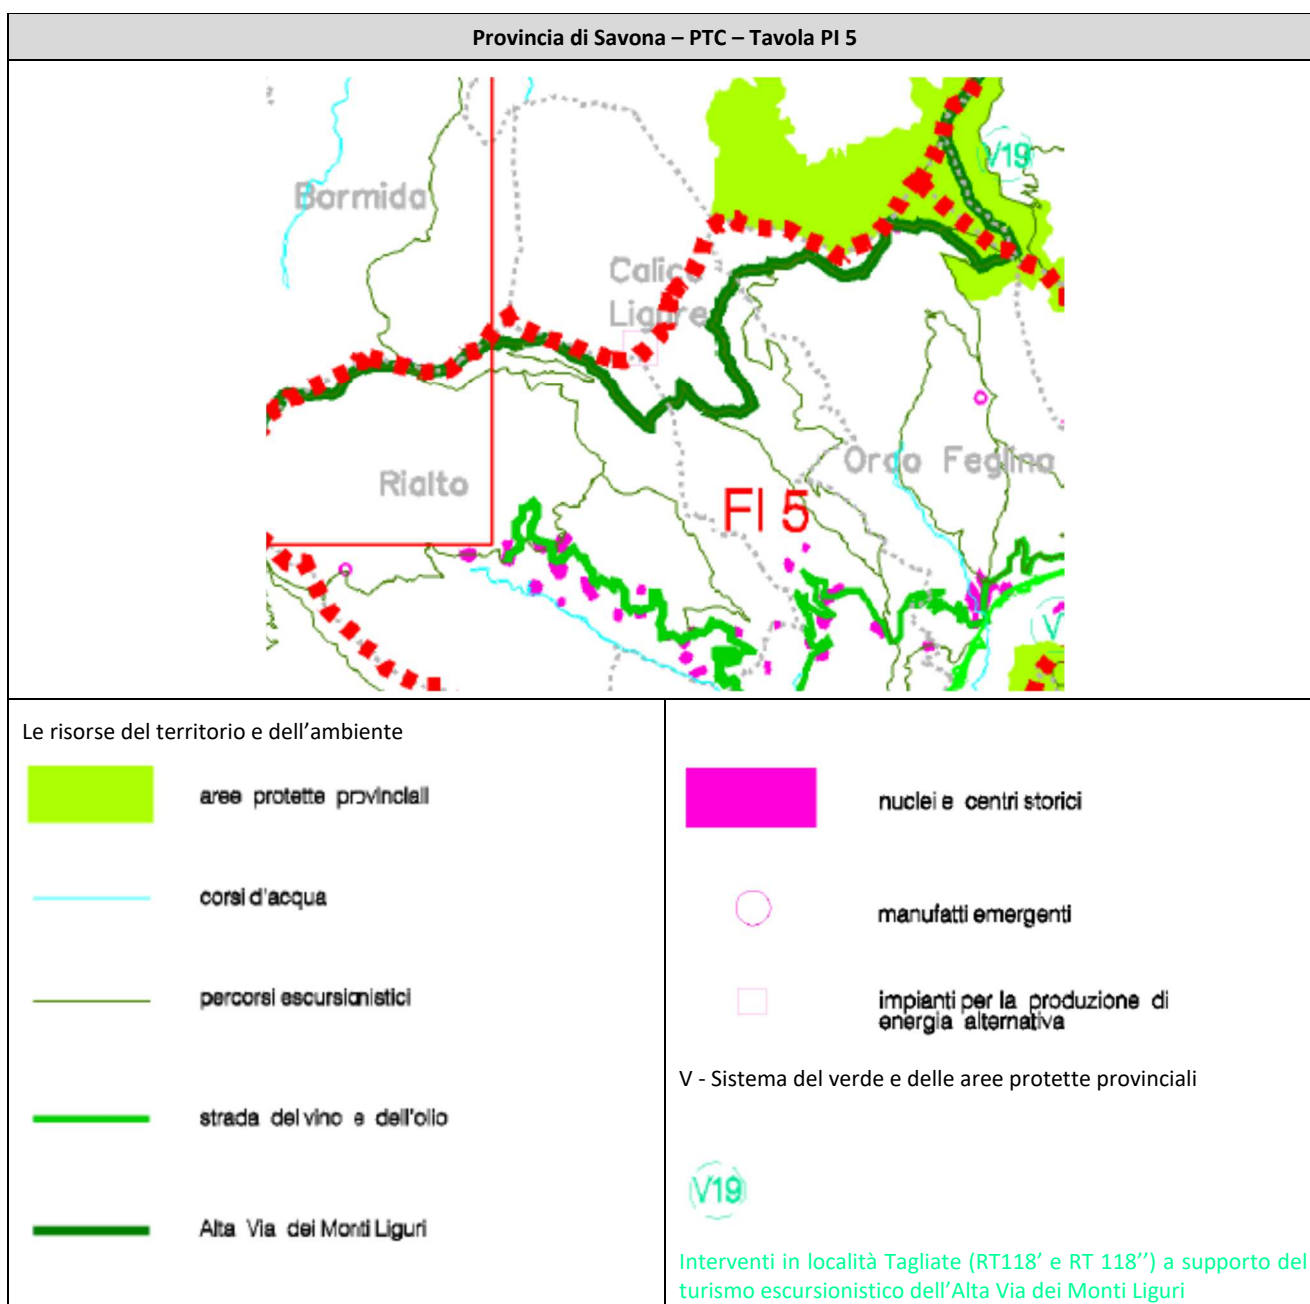 Provincia di Savona – PTC – Tavola PI 5
V19
Bormida
Calice
Ligure
Orco Feglino
Rialto
FI 5
V
Le risorse del territorio e dell’ambiente
aree protette provinciali
corsi d'acqua
percorsi escursionistici
strada del vino e dell'olio
Alta Via dei Monti Liguri
nuclei e centri storici
manufatti emergenti
impianti per la produzione di
energia alternativa
V - Sistema del verde e delle aree protette provinciali
V19
Interventi in località Tagliate (RT118’ e RT 118’’) a supporto del
turismo escursionistico dell’Alta Via dei Monti Liguri